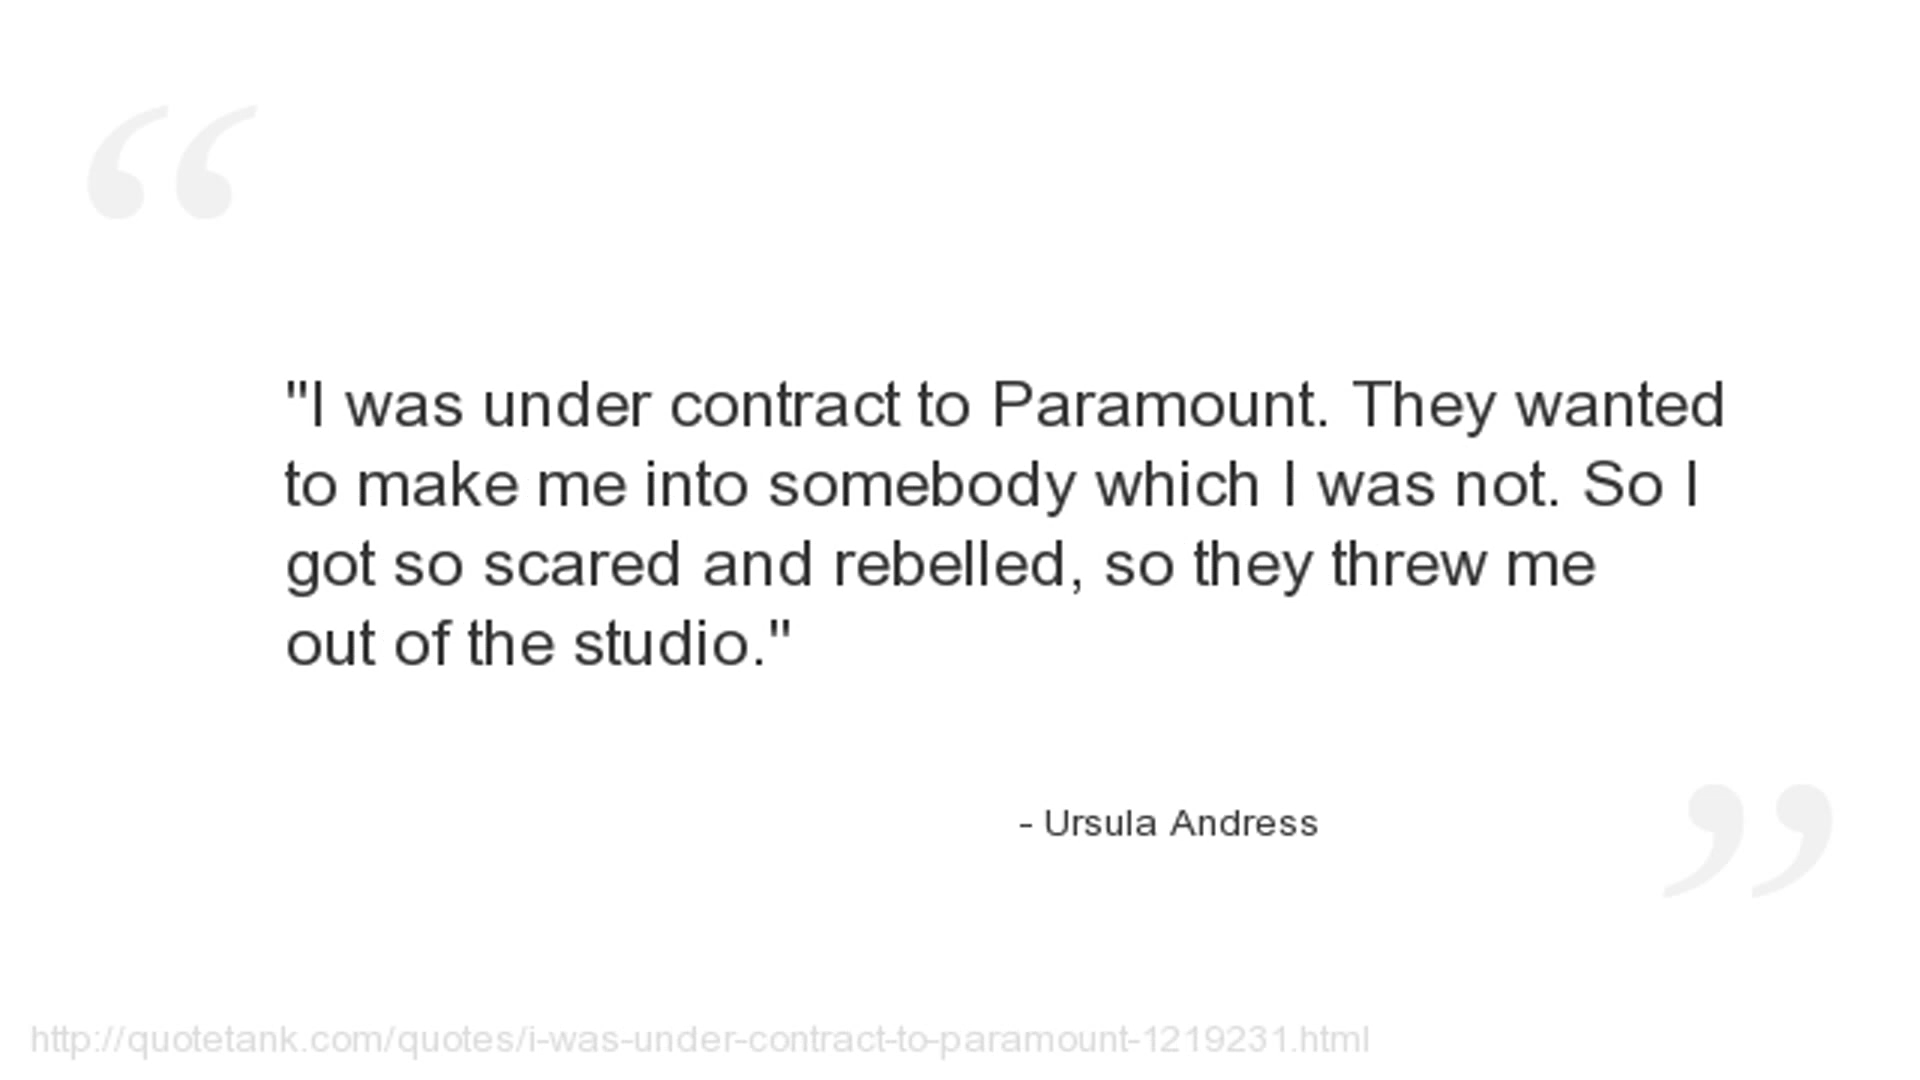 "I was under contract to Paramount. They wanted
to make me into somebody which I was not. So I
got so scared and rebelled, so they threw me
out of the studio."
- Ursula Andress
http://quotetank.com/quotes/i-was-under-contract-to-paramount-1219231.html